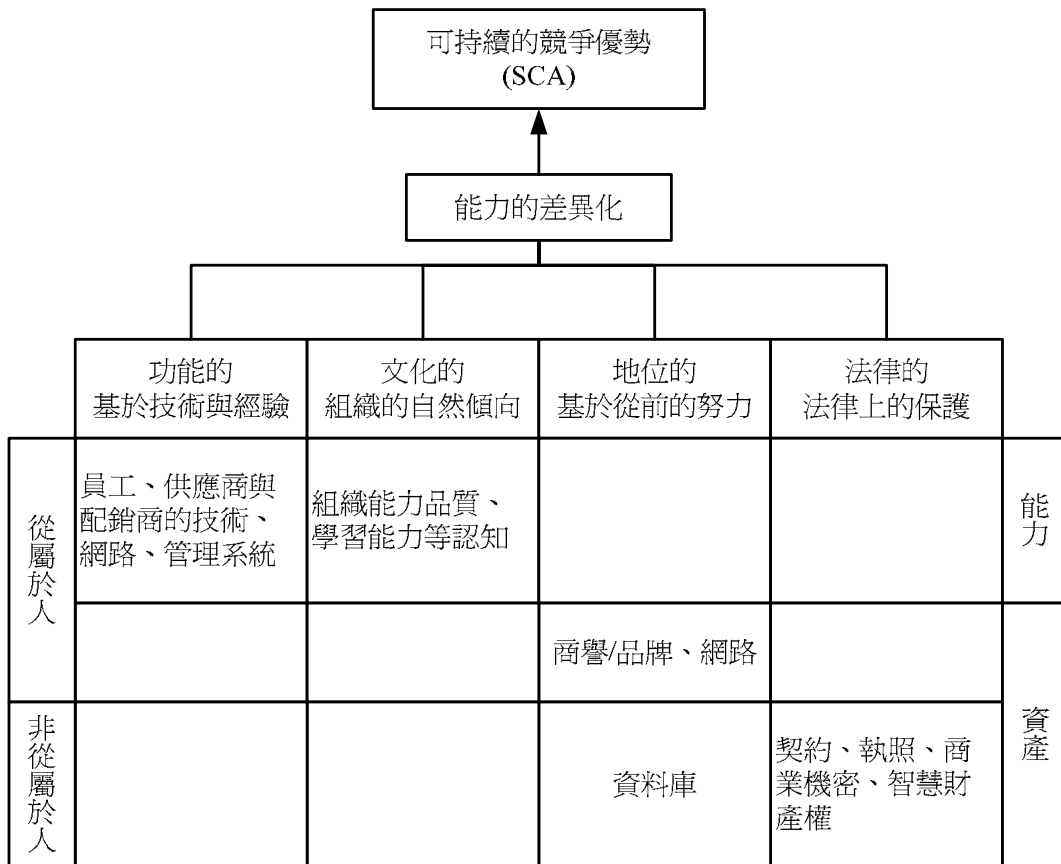 可持續的競爭優勢
(SCA)
能力的差異化
功能的
基於技術與經驗
文化的
組織的自然傾向
地位的
基於從前的努力
法律的
法律上的保護
從屬於人
員工、供應商與
配銷商的技術、
網路、管理系統
組織能力品質、
學習能力等認知
能力
商譽/品牌、網路
資產
非從屬於人
資料庫
契約、執照、商
業機密、智慧財
產權